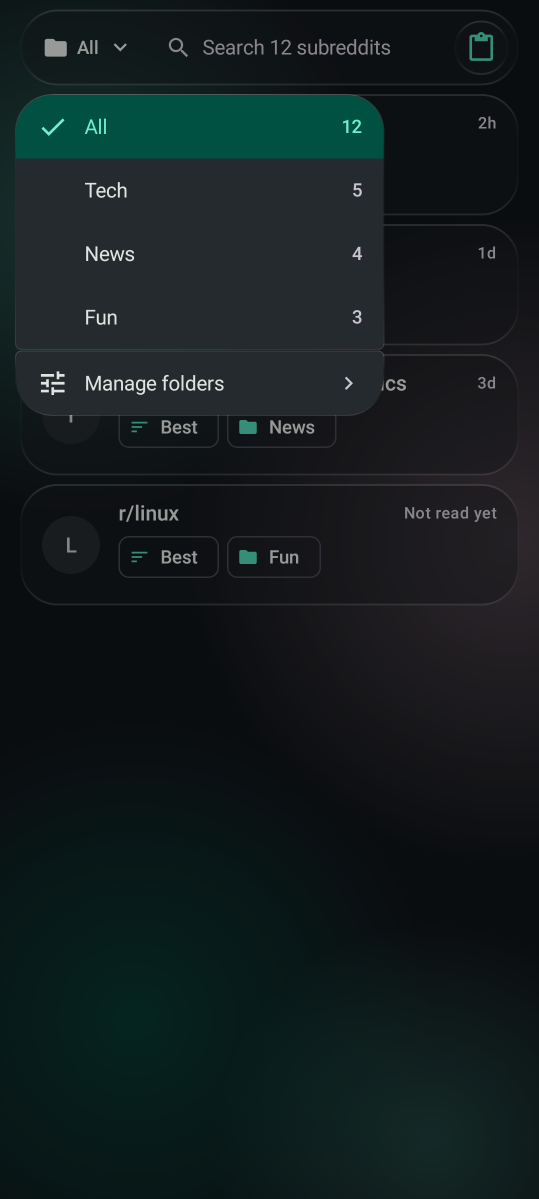 All
Search 12 subreddits
All 12
2h
Tech 5
News 4
1d
Fun 3
Manage folders
3d
Best
News
r/linux
Not read yet
L
Best
Fun